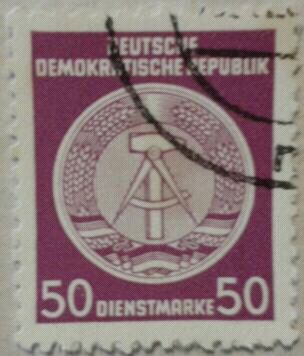 DEUTSCHE
DEMOKRATISCHE REPUBLIK
50 DIENSTMARKE 50